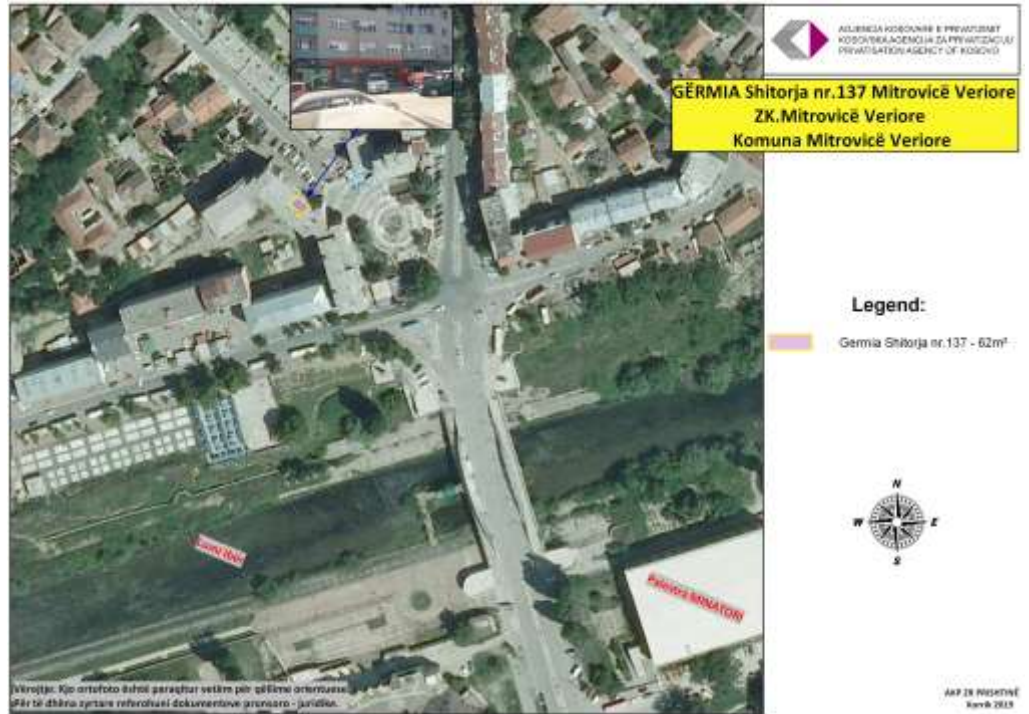 AGJENCIA KOSOVARE E PRIVATIZIMIT
KOSOVSKA AGENCIJA ZA PRIVATIZACIJU
PRIVATISATION AGENCY OF KOSOVO
GËRMIA Shitorja nr.137 Mitrovicë Veriore
ZK.Mitrovicë Veriore
Komuna Mitrovicë Veriore
Legend:
Germia Shitorja nr.137 - 62m²
N
W E
S
Lumi Ibër
Palestra MINATORI
Vërejtje: Kjo ortofoto është paraqitur vetëm për qëllime orientuese.
Për të dhëna zyrtare referohuni dokumenteve pronsoro - juridike.
AKP ZR PRISHTINË
Korrik 2019